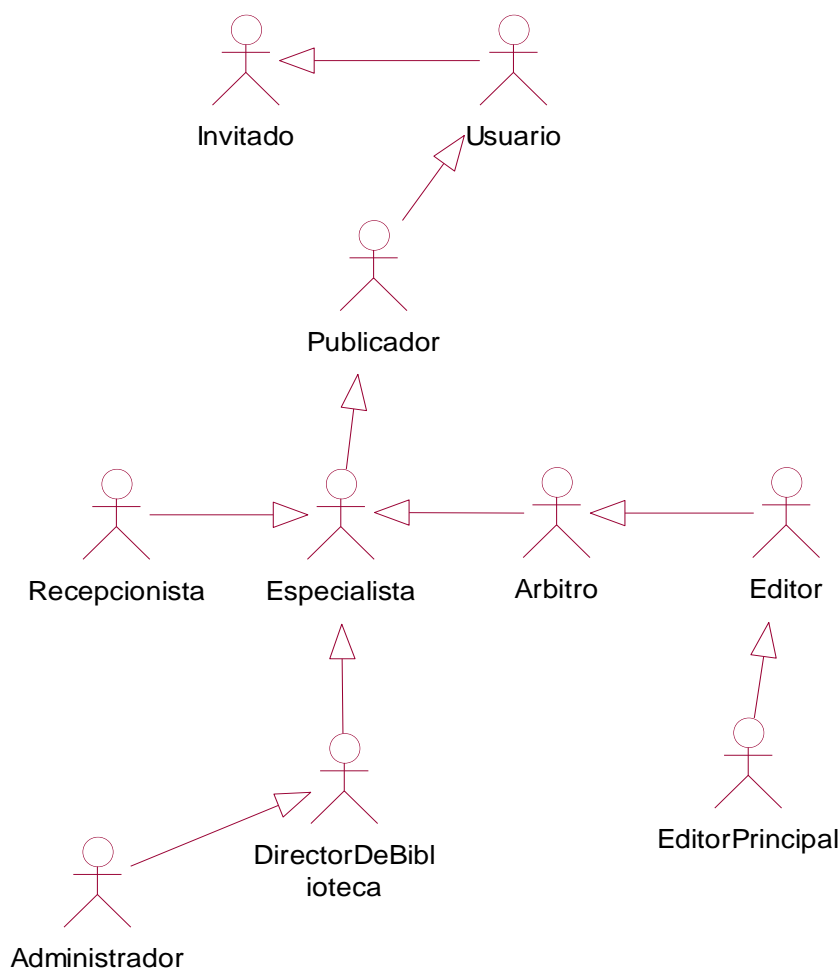 Invitado
Usuario
Publicador
Recepcionista
Especialista
Arbitro
Editor
DirectorDeBibl
ioteca
EditorPrincipal
Administrador